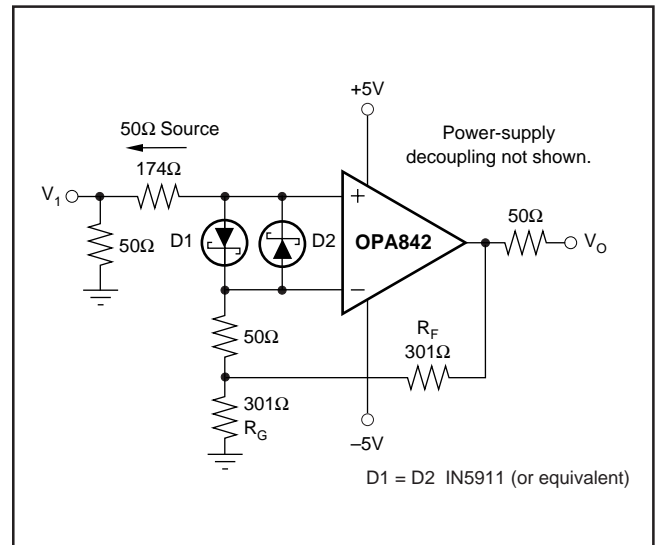 +5V
50Ω Source
Power-supply
decoupling not shown.
174Ω
V1
50Ω
D1
D2
+
OPA842
–
50Ω
VO
50Ω
RF
301Ω
301Ω
RG
–5V
D1 = D2 IN5911 (or equivalent)